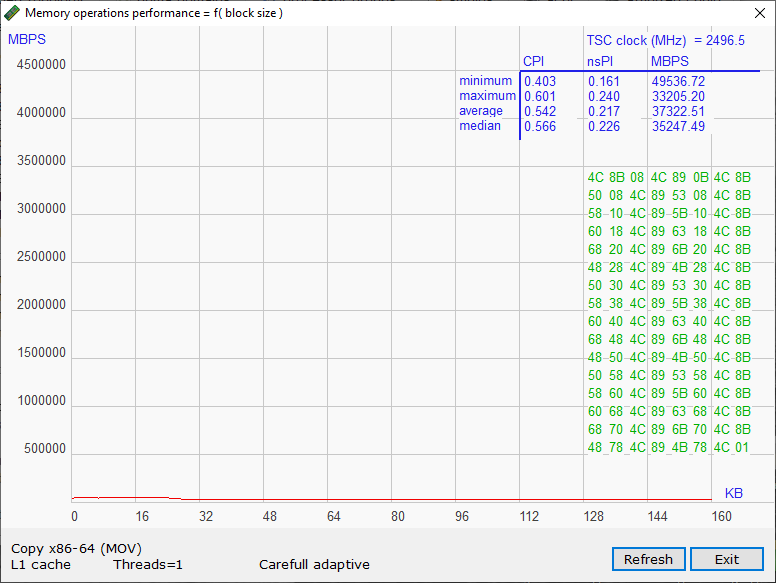 Memory operations performance = f( block size )
MBPS
TSC clock (MHz) = 2496.5
CPI nsPI MBPS
minimum 0.403 0.161 49536.72
maximum 0.601 0.240 33205.20
average 0.542 0.217 37322.51
median 0.566 0.226 35247.49
4500000
4000000
3500000
3000000
2500000
2000000
1500000
1000000
500000
4C 8B 08 4C 89 0B 4C 8B
50 08 4C 89 53 08 4C 8B
58 10 4C 89 5B 10 4C 8B
60 18 4C 89 63 18 4C 8B
68 20 4C 89 6B 20 4C 8B
48 28 4C 89 4B 28 4C 8B
50 30 4C 89 53 30 4C 8B
58 38 4C 89 5B 38 4C 8B
60 40 4C 89 63 40 4C 8B
68 48 4C 89 6B 48 4C 8B
48 50 4C 89 4B 50 4C 8B
50 58 4C 89 53 58 4C 8B
58 60 4C 89 5B 60 4C 8B
60 68 4C 89 63 68 4C 8B
68 70 4C 89 6B 70 4C 8B
48 78 4C 89 4B 78 4C 01
KB
0 16 32 48 64 80 96 112 128 144 160
Copy x86-64 (MOV)
L1 cache Threads=1 Carefull adaptive
Refresh Exit